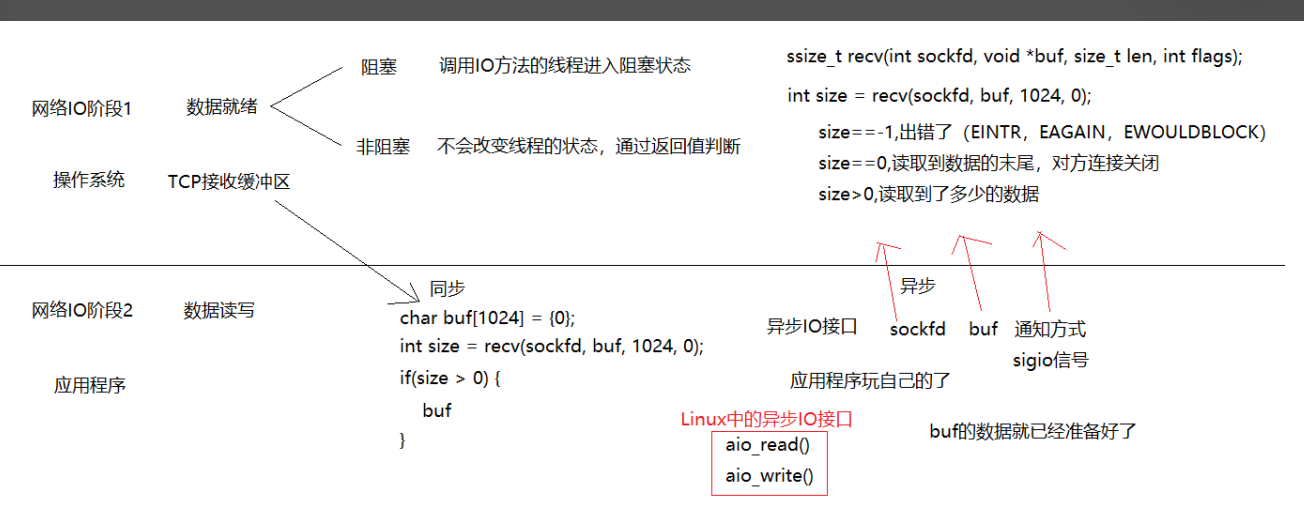 阻塞 调用IO方法的线程进入阻塞状态
网络IO阶段1 数据就绪
非阻塞 不会改变线程的状态，通过返回值判断
操作系统 TCP接收缓冲区
ssize_t recv(int sockfd, void *buf, size_t len, int flags);
int size = recv(sockfd, buf, 1024, 0);
size==-1,出错了（EINTR，EAGAIN，EWOULDBLOCK）
size==0,读取到数据的末尾，对方连接关闭
size>0,读取到了多少的数据
网络IO阶段2 数据读写
应用程序
同步
char buf[1024] = {0};
int size = recv(sockfd, buf, 1024, 0);
if(size > 0) {
buf
}
异步
异步IO接口 sockfd buf 通知方式
sigio信号
应用程序玩自己的了
buf的数据就已经准备好了
Linux中的异步IO接口
aio_read()
aio_write()